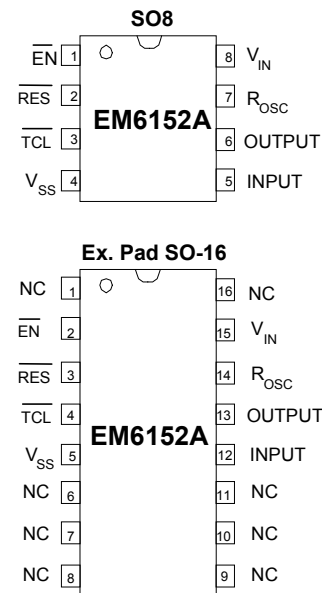 SO8
EN 1 8 VIN
RES 2 7 ROSC
EM6152A
TCL 3 6 OUTPUT
VSS 4 5 INPUT
Ex. Pad SO-16
NC 1 16 NC
EN 2 15 VIN
RES 3 14 ROSC
TCL 4 13 OUTPUT
EM6152A
VSS 5 12 INPUT
NC 6 11 NC
NC 7 10 NC
NC 8 9 NC